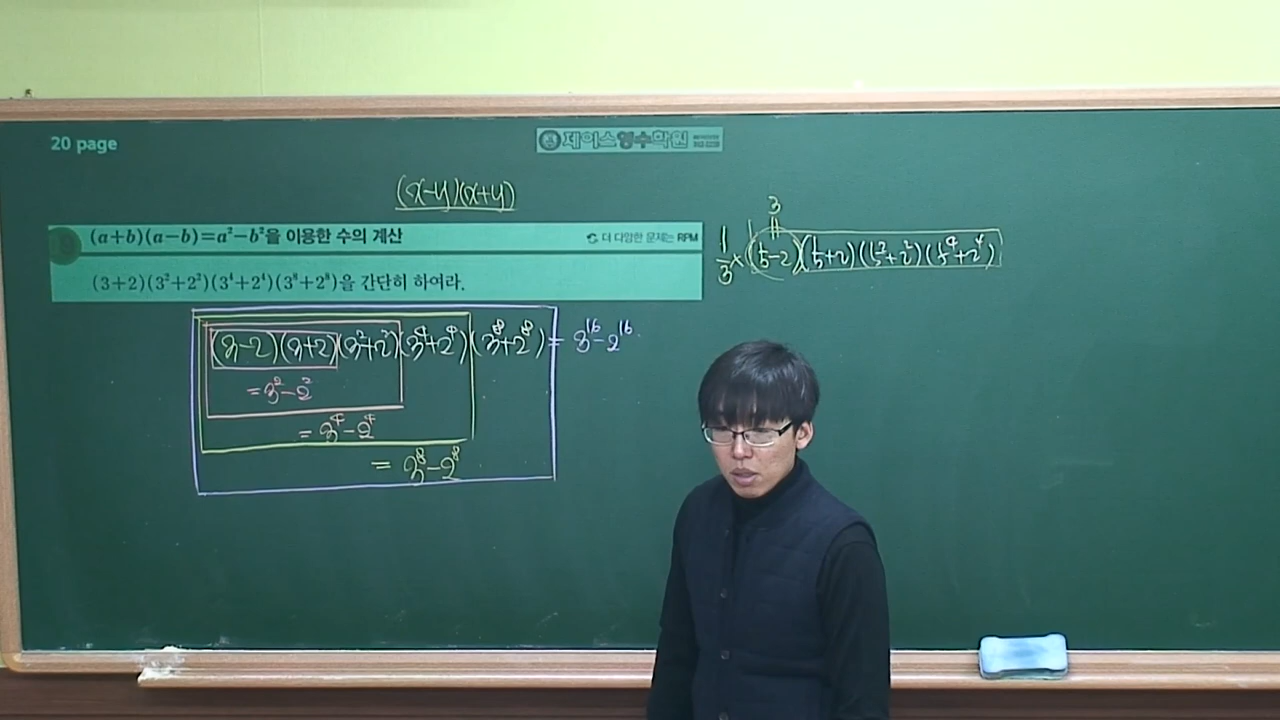 20 page
제이스영수학원
(x-y)(x+y)
(a+b)(a−b)=a²−b²을 이용한 수의 계산
더 다양한 문제는 RPM
(3+2)(3²+2²)(3⁴+2⁴)(3⁸+2⁸)을 간단히 하여라.
3
1/3×(5-2)(5+2)(5²+2²)(5⁴+2⁴)
(3-2)(3+2)(3²+2²)(3⁴+2⁴)(3⁸+2⁸)=3¹⁶-2¹⁶
=3²-2²
=3⁴-2⁴
=3⁸-2⁸